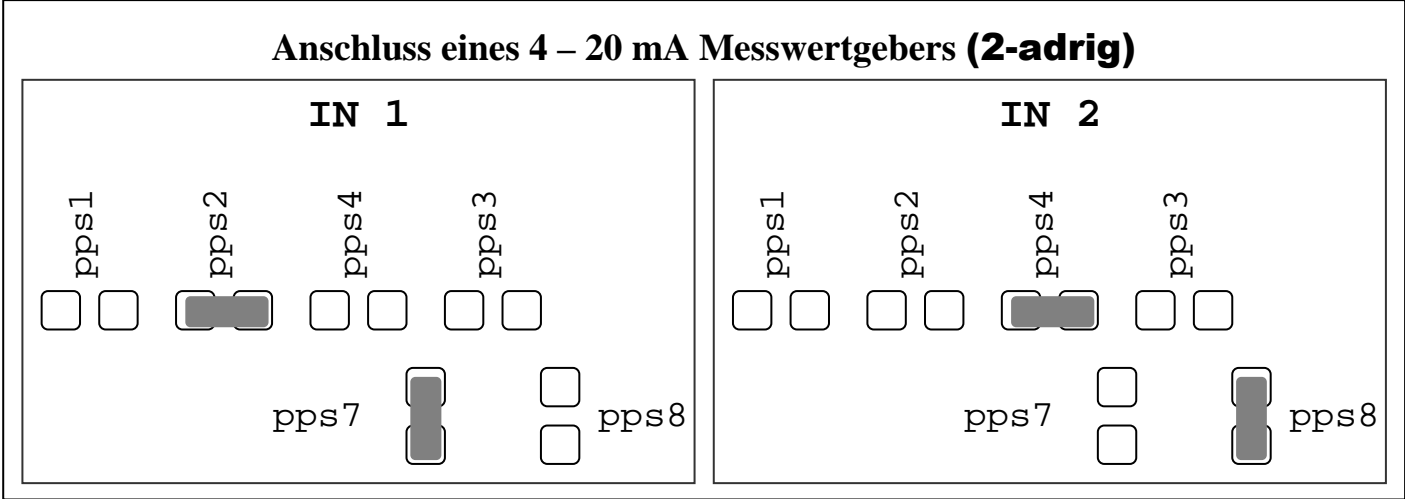 Anschluss eines 4 – 20 mA Messwertgebers (2-adrig)
IN 1
pps1 pps2 pps4 pps3
pps7 pps8
IN 2
pps1 pps2 pps4 pps3
pps7 pps8